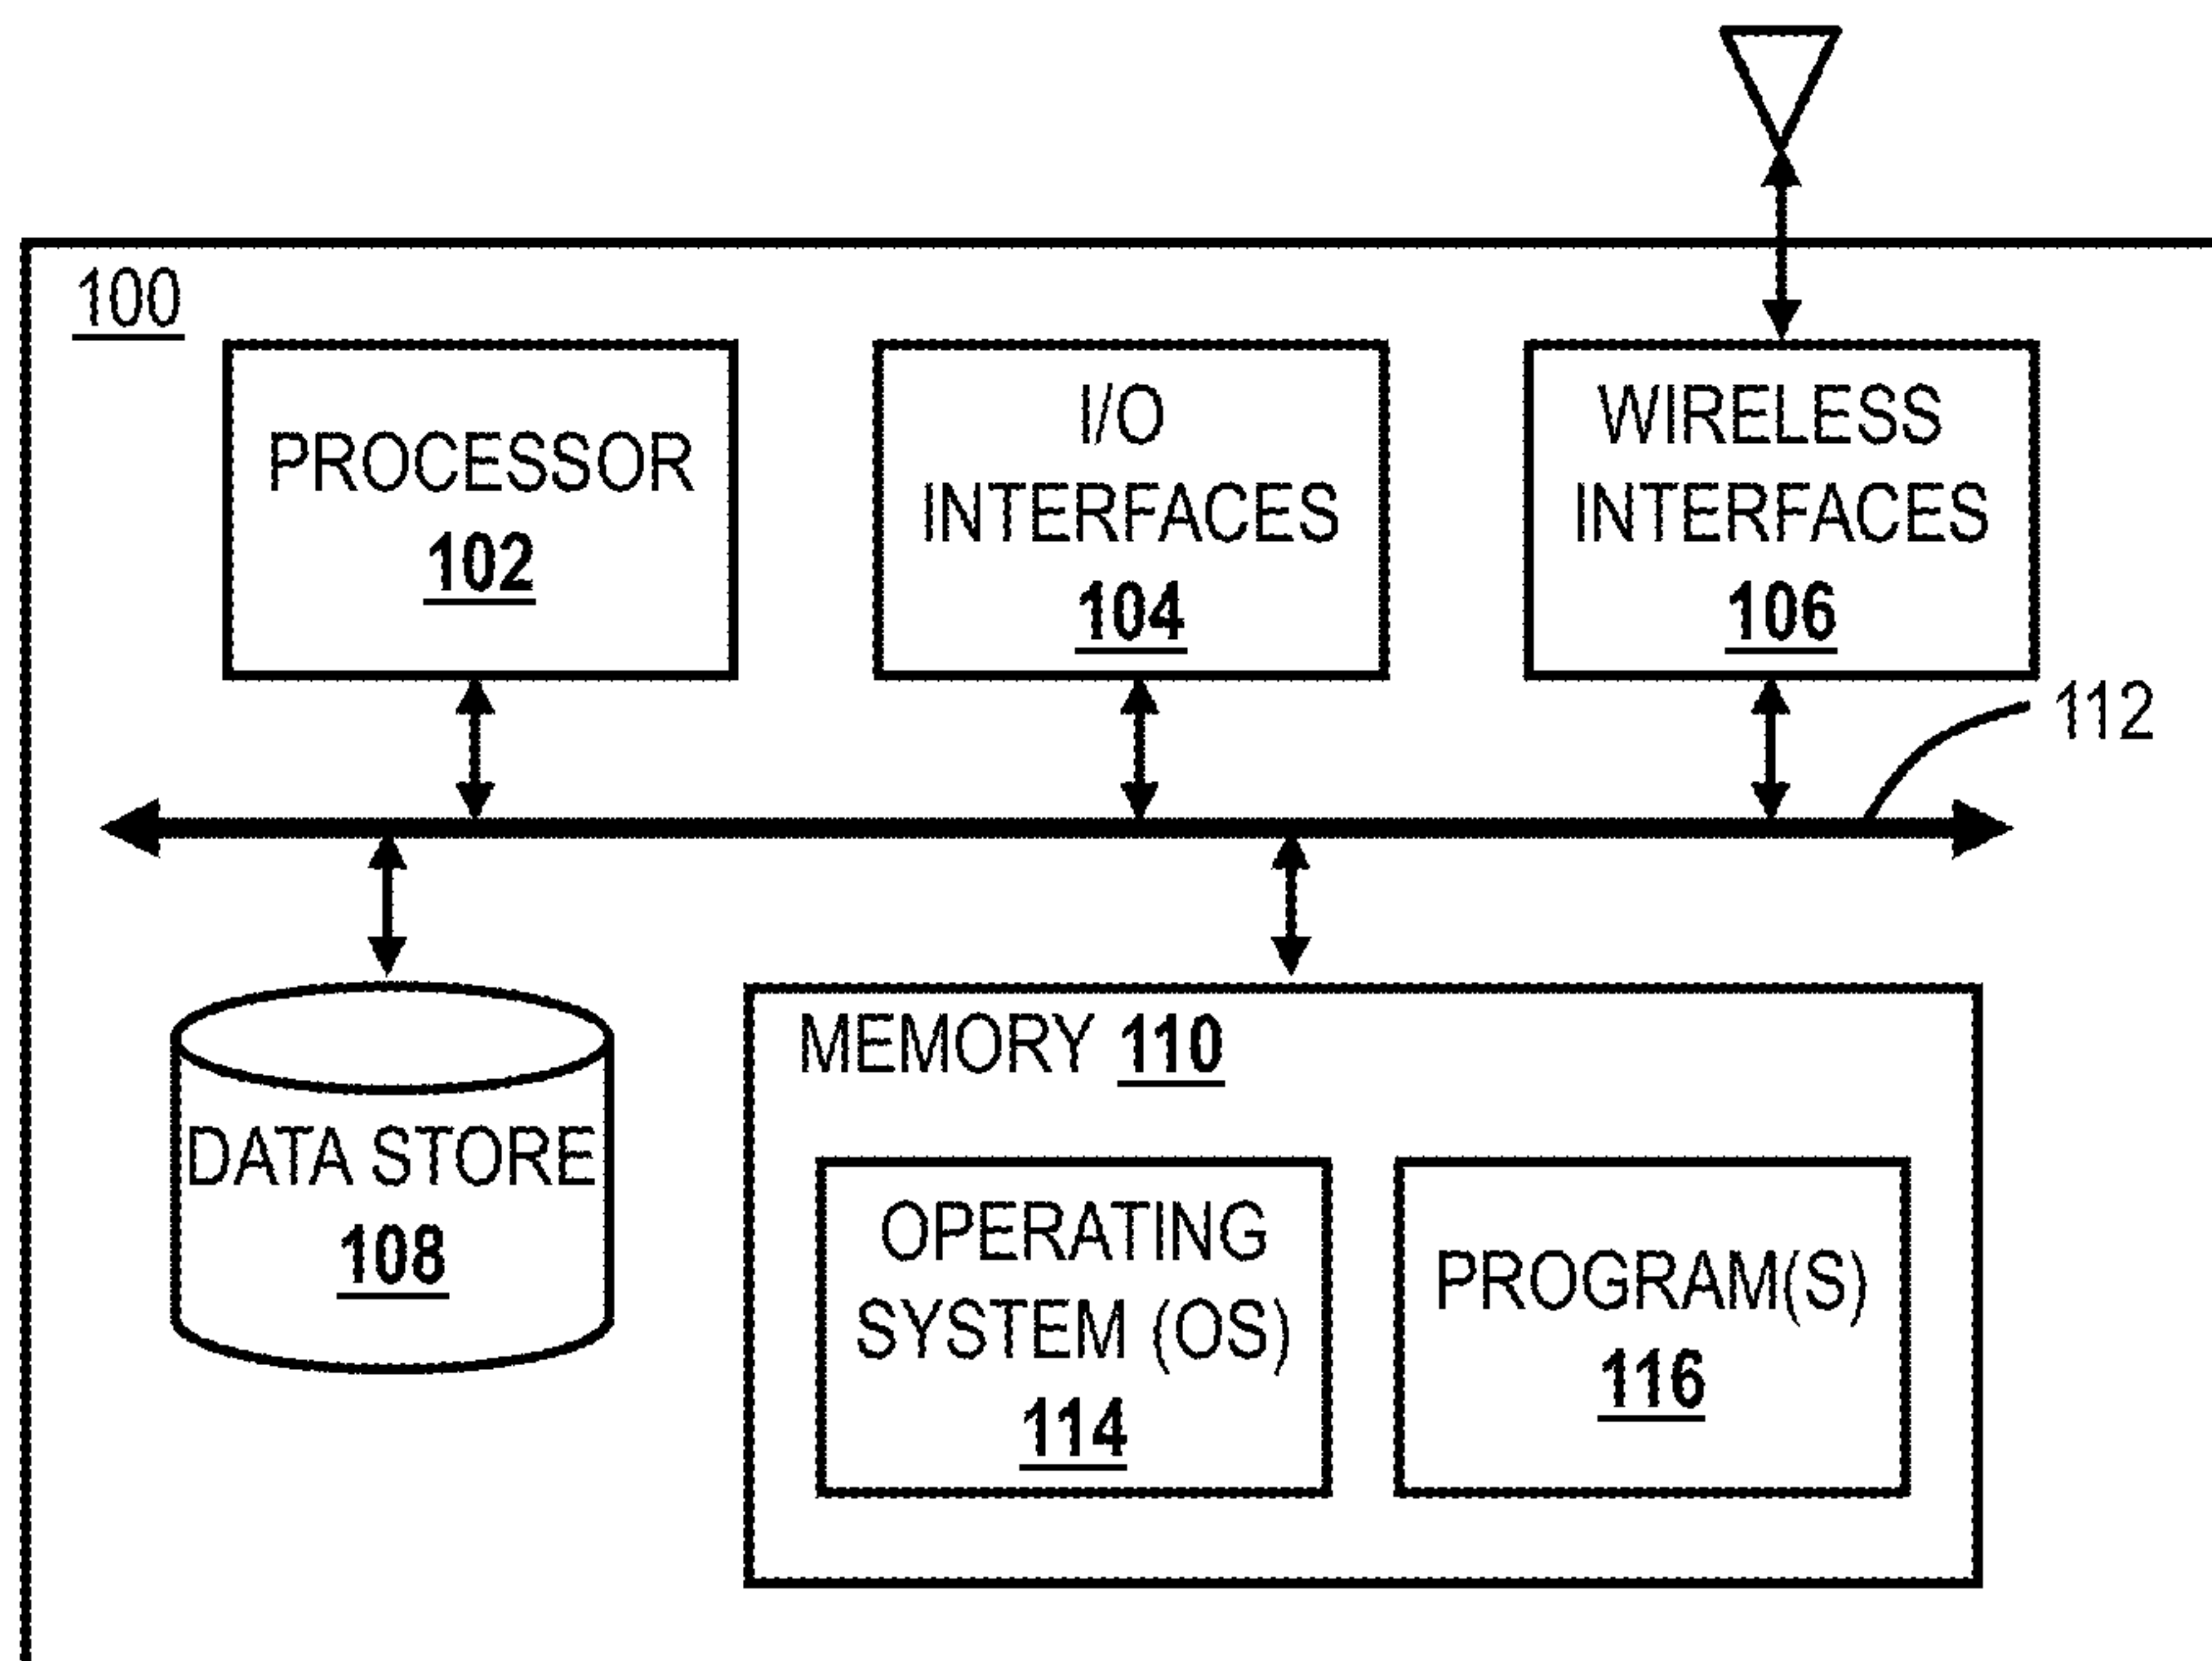 100
PROCESSOR
102
I/O
INTERFACES
104
WIRELESS
INTERFACES
106
112
DATA STORE
108
MEMORY 110
OPERATING
SYSTEM (OS)
114
PROGRAM(S)
116